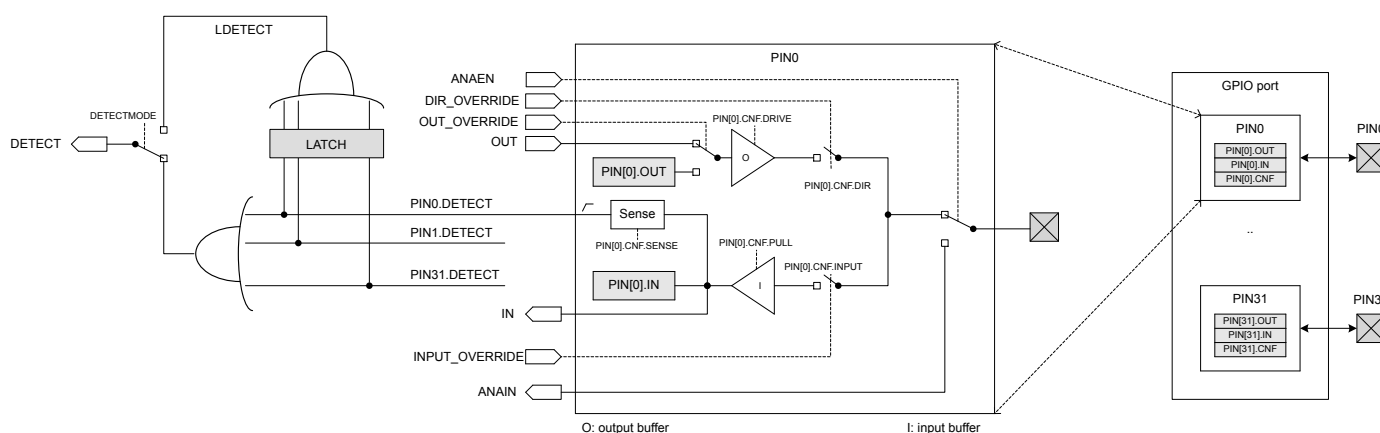 LDETECT
PIN0
ANAEN
GPIO port
DIR_OVERRIDE
DETECTMODE
OUT_OVERRIDE
PIN[0].CNF.DRIVE
PIN0
DETECT
LATCH
OUT
O
PIN[0].OUT
PIN[0].OUT
PIN[0].IN
PIN[0].CNF
PIN[0].CNF.DIR
PIN0.DETECT
Sense
PIN1.DETECT
PIN[0].CNF.SENSE
PIN[0].CNF.PULL
..
PIN[0].CNF.INPUT
PIN31.DETECT
PIN[0].IN
I
PIN31
PIN3
IN
PIN[31].OUT
PIN[31].IN
PIN[31].CNF
INPUT_OVERRIDE
ANAIN
O: output buffer
I: input buffer